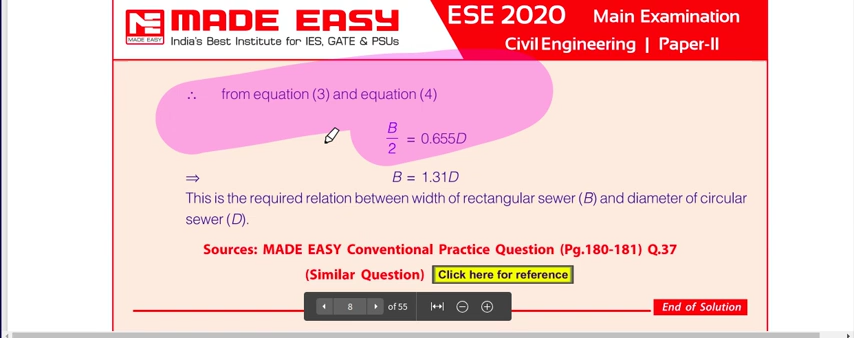 MADE EASY
MADE EASY
India's Best Institute for IES, GATE & PSUs
ESE 2020 Main Examination
Civil Engineering | Paper-II
∴ from equation (3) and equation (4)
B/2 = 0.655D
⇒ B = 1.31D
This is the required relation between width of rectangular sewer (B) and diameter of circular
sewer (D).
Sources: MADE EASY Conventional Practice Question (Pg.180-181) Q.37
(Similar Question) Click here for reference
8 of 55
End of Solution